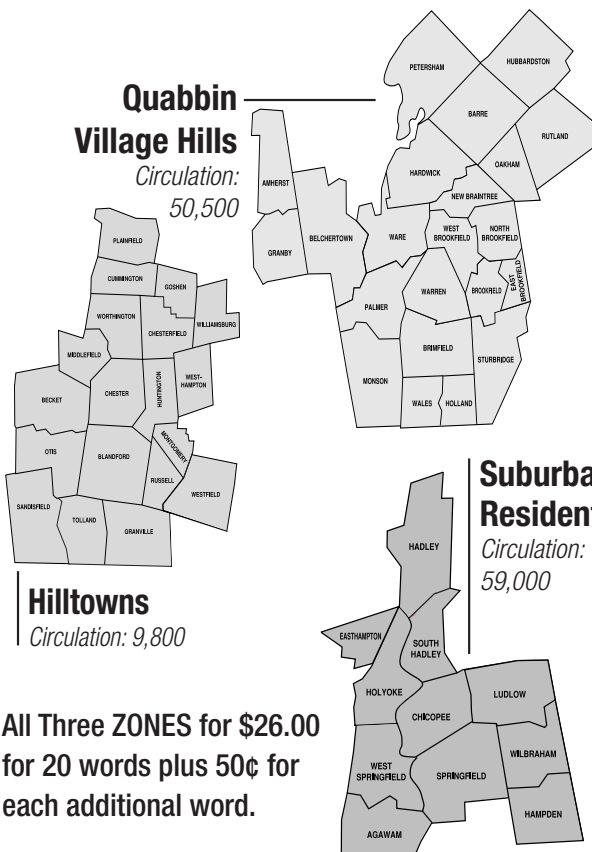 Quabbin
Village Hills
Circulation:
50,500
PETERSHAM
HUBBARDSTON
BARRE
RUTLAND
OAKHAM
HARDWICK
NEW BRAINTREE
AMHERST
GRANBY
BELCHERTOWN
WARE
WEST
BROOKFIELD
NORTH
BROOKFIELD
EAST
BROOKFIELD
BROOKFIELD
WARREN
PALMER
BRIMFIELD
STURBRIDGE
MONSON
WALES
HOLLAND
PLAINFIELD
CUMMINGTON
GOSHEN
WORTHINGTON
CHESTERFIELD
WILLIAMSBURG
MIDDLEFIELD
WEST-
HAMPTON
HUNTINGTON
CHESTER
BECKET
MONTGOMERY
OTIS
BLANDFORD
RUSSELL
WESTFIELD
SANDISFIELD
TOLLAND
GRANVILLE
Hilltowns
Circulation: 9,800
Suburba
Resident
Circulation:
59,000
HADLEY
EASTHAMPTON
SOUTH
HADLEY
HOLYOKE
LUDLOW
CHICOPEE
WILBRAHAM
WEST
SPRINGFIELD
SPRINGFIELD
HAMPDEN
AGAWAM
All Three ZONES for $26.00
for 20 words plus 50¢ for
each additional word.